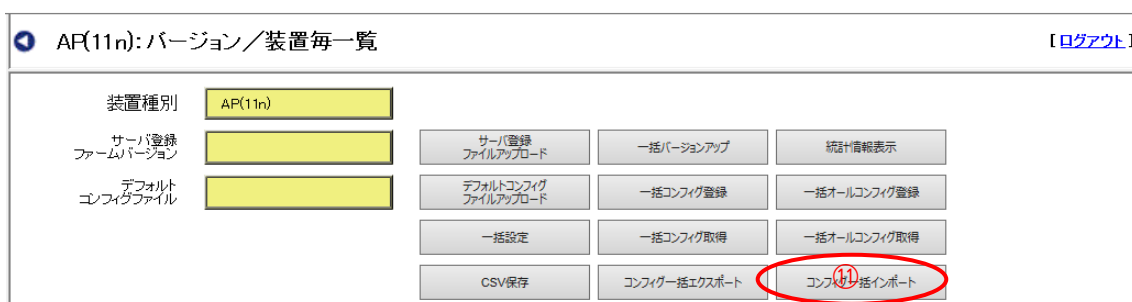 AP(11n): バージョン／装置毎一覧
[ログアウト]
装置種別
AP(11n)
サーバ登録
ファームバージョン
サーバ登録
ファイルアップロード
一括バージョンアップ
統計情報表示
デフォルト
コンフィグファイル
デフォルトコンフィグ
ファイルアップロード
一括コンフィグ登録
一括オールコンフィグ登録
一括設定
一括コンフィグ取得
一括オールコンフィグ取得
CSV保存
コンフィグ一括エクスポート
コンフィグ一括インポート
⑪